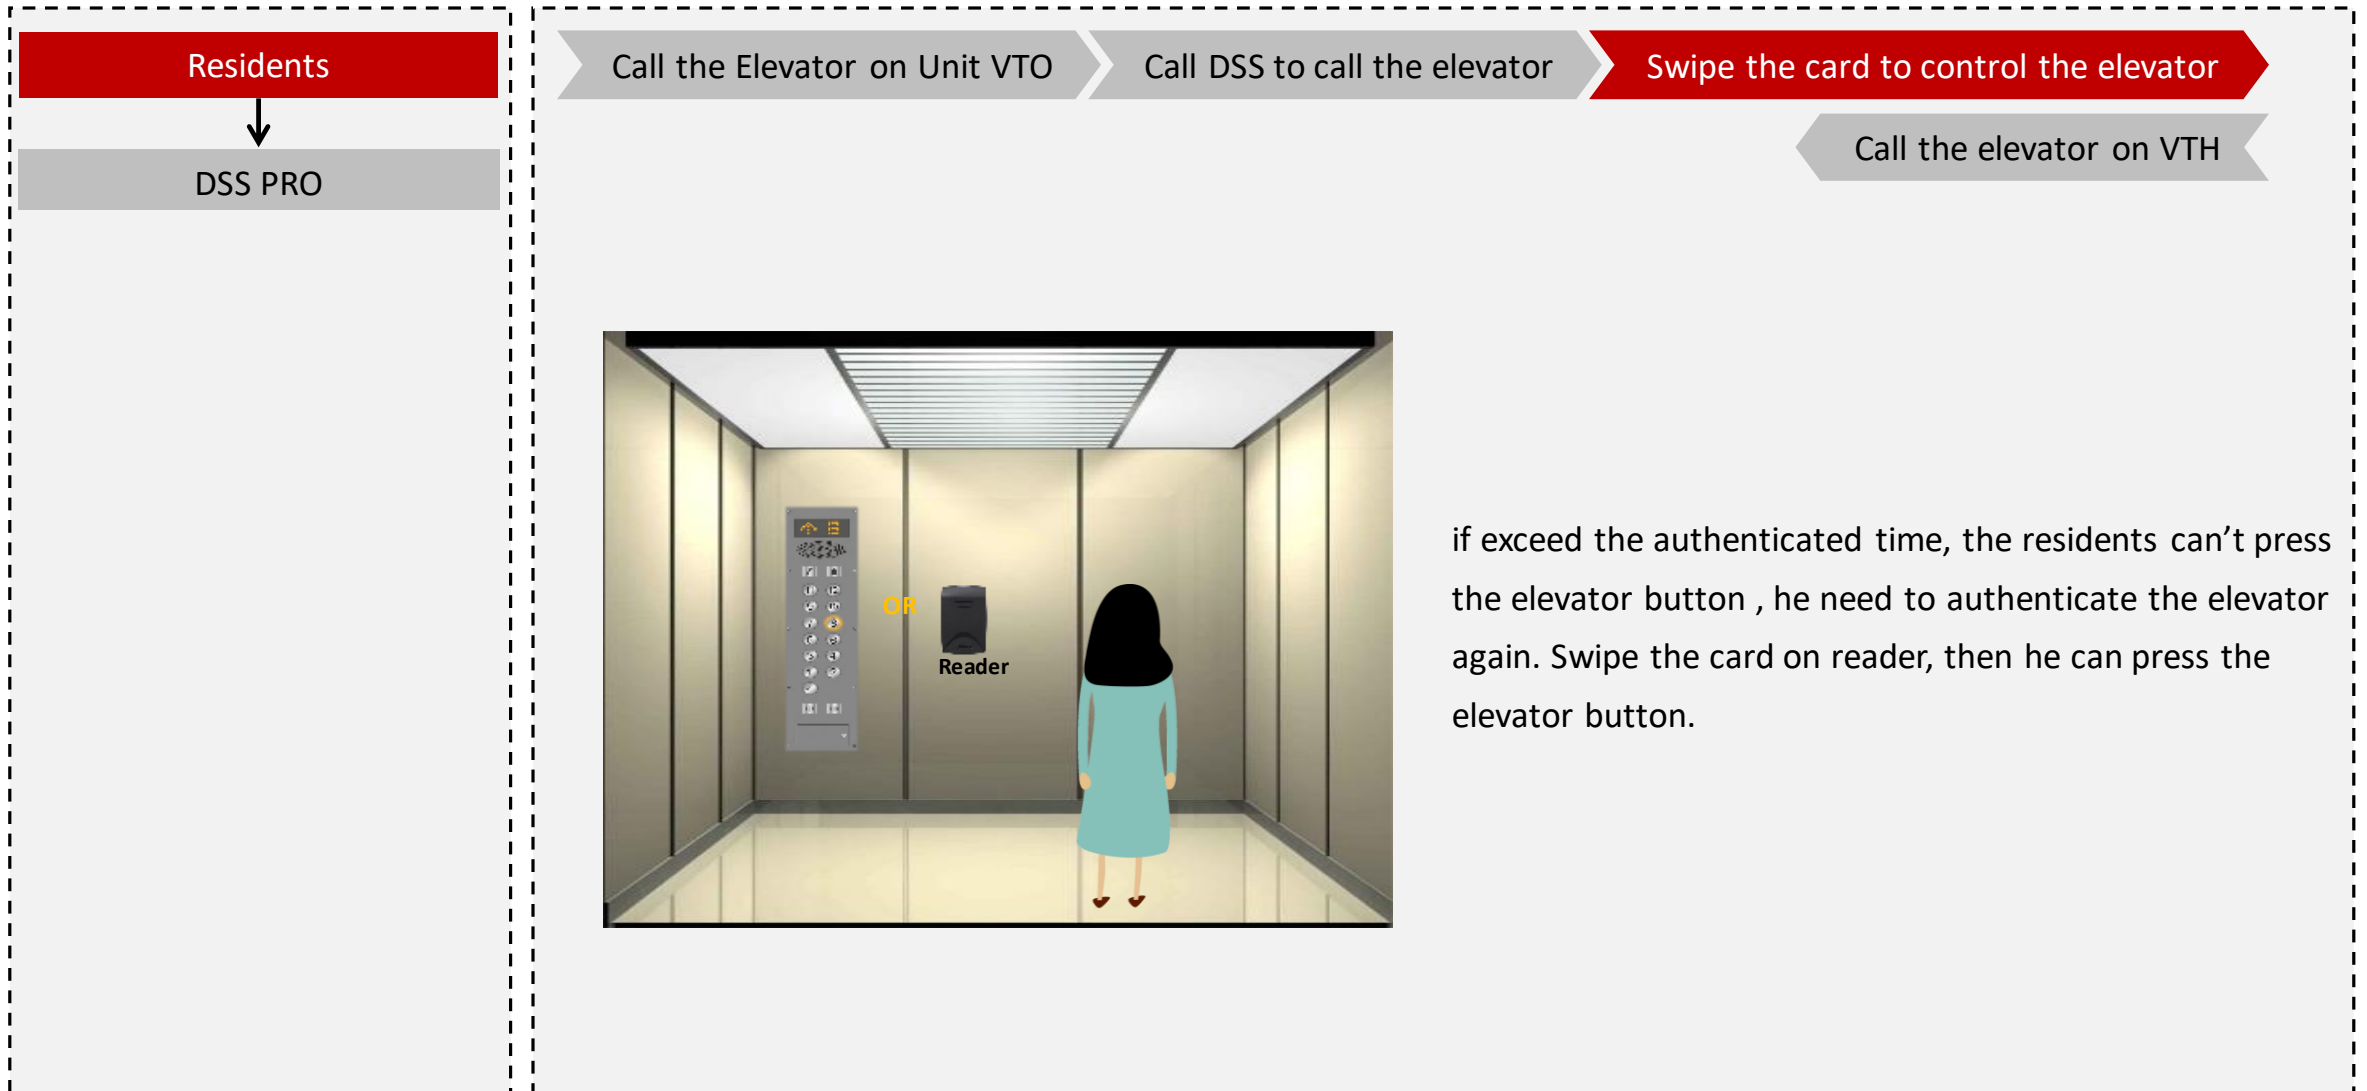 Residents
DSS PRO
Call the Elevator on Unit VTO
Call DSS to call the elevator
Swipe the card to control the elevator
Call the elevator on VTH
OR
Reader
if exceed the authenticated time, the residents can’t press
the elevator button , he need to authenticate the elevator
again. Swipe the card on reader, then he can press the
elevator button.